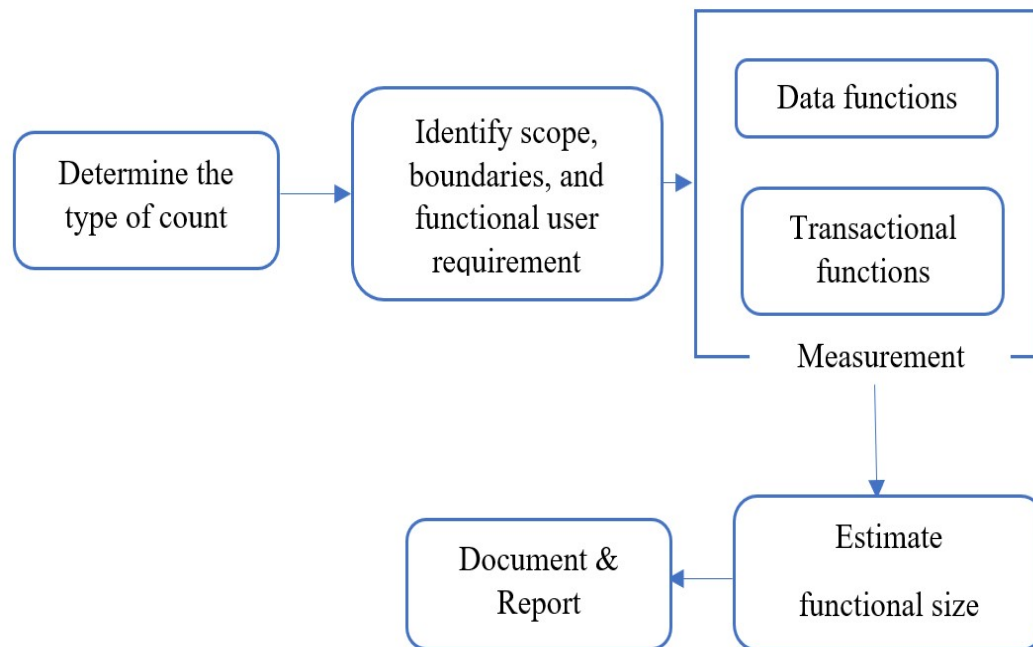 Determine the
type of count
Identify scope,
boundaries, and
functional user
requirement
Data functions
Transactional
functions
Measurement
Estimate
functional size
Document &
Report